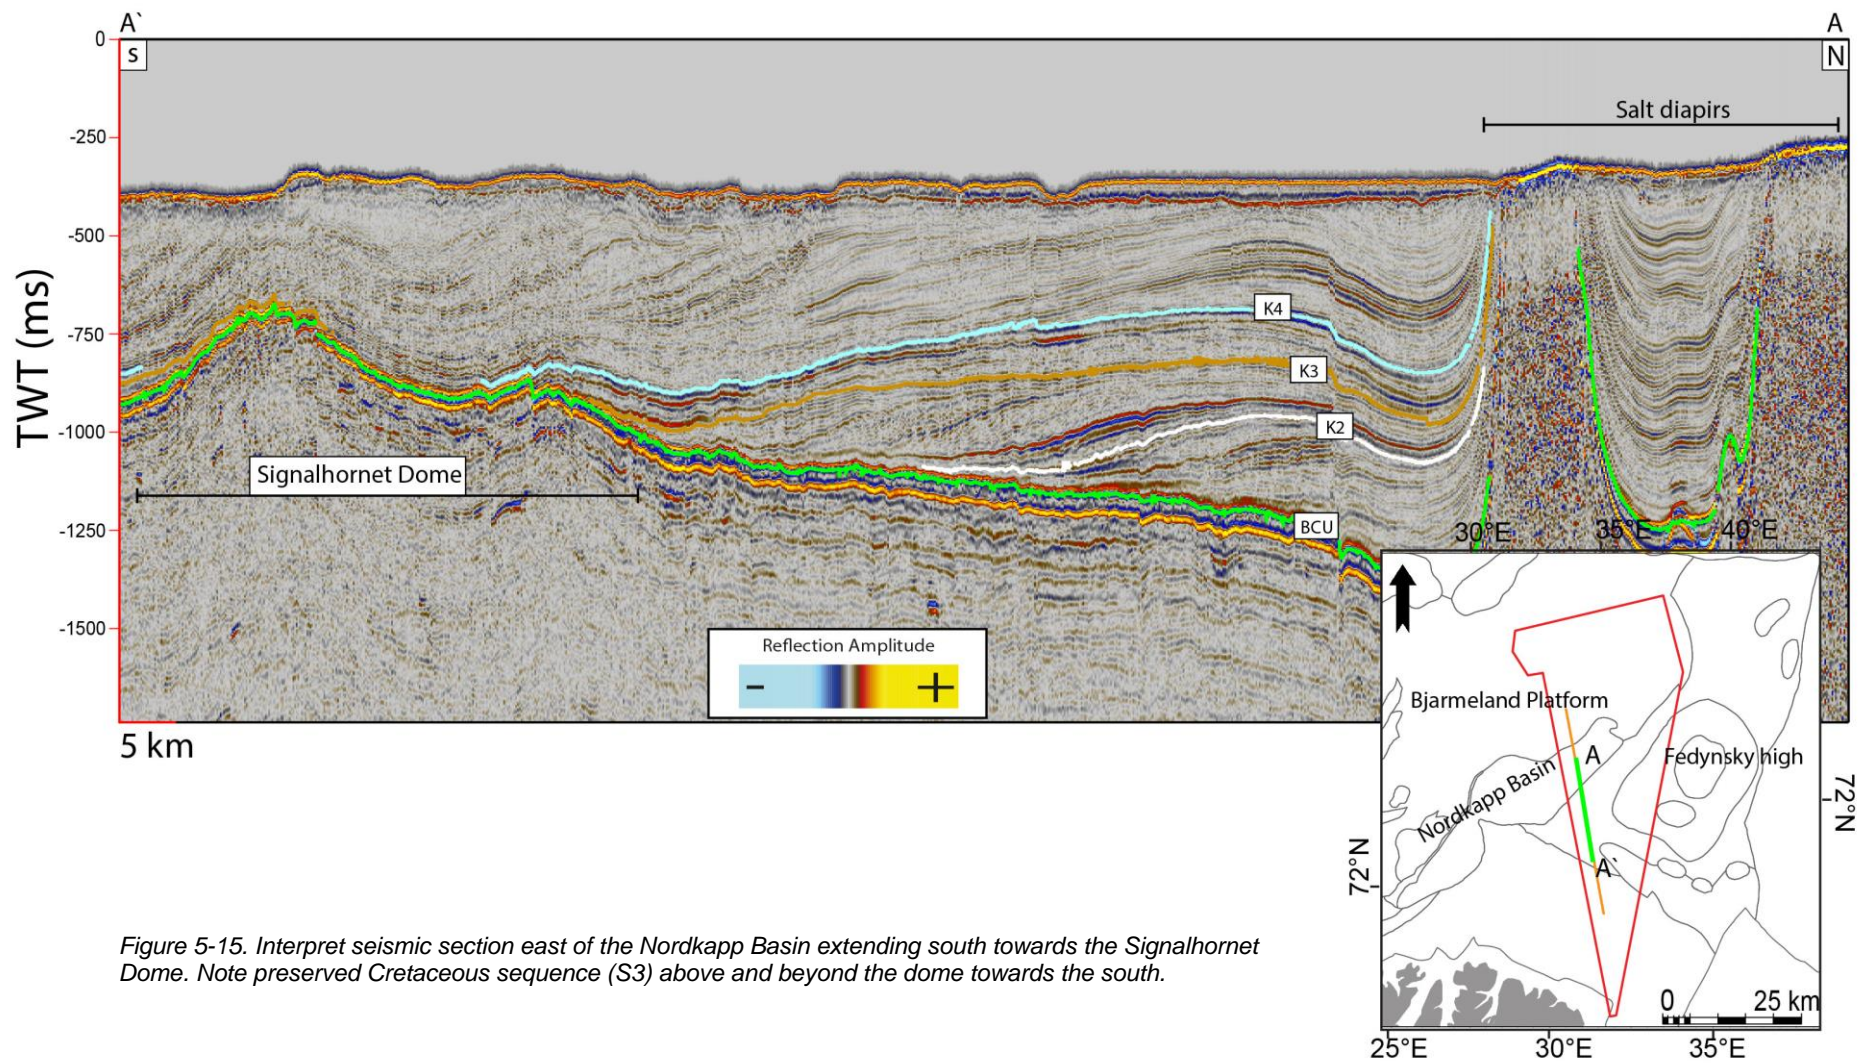 A` A
S N
0
-250
-500
-750
-1000
-1250
-1500
TWT (ms)
Salt diapirs
K4
K3
K2
BCU
Signalhornet Dome
Reflection Amplitude
- +
5 km
30°E 35°E 40°E
Bjarmeland Platform
A
Fedynsky high
Nordkapp Basin
A`
72°N
72°N
0 25 km
25°E 30°E 35°E
Figure 5-15. Interpret seismic section east of the Nordkapp Basin extending south towards the Signalhornet
Dome. Note preserved Cretaceous sequence (S3) above and beyond the dome towards the south.